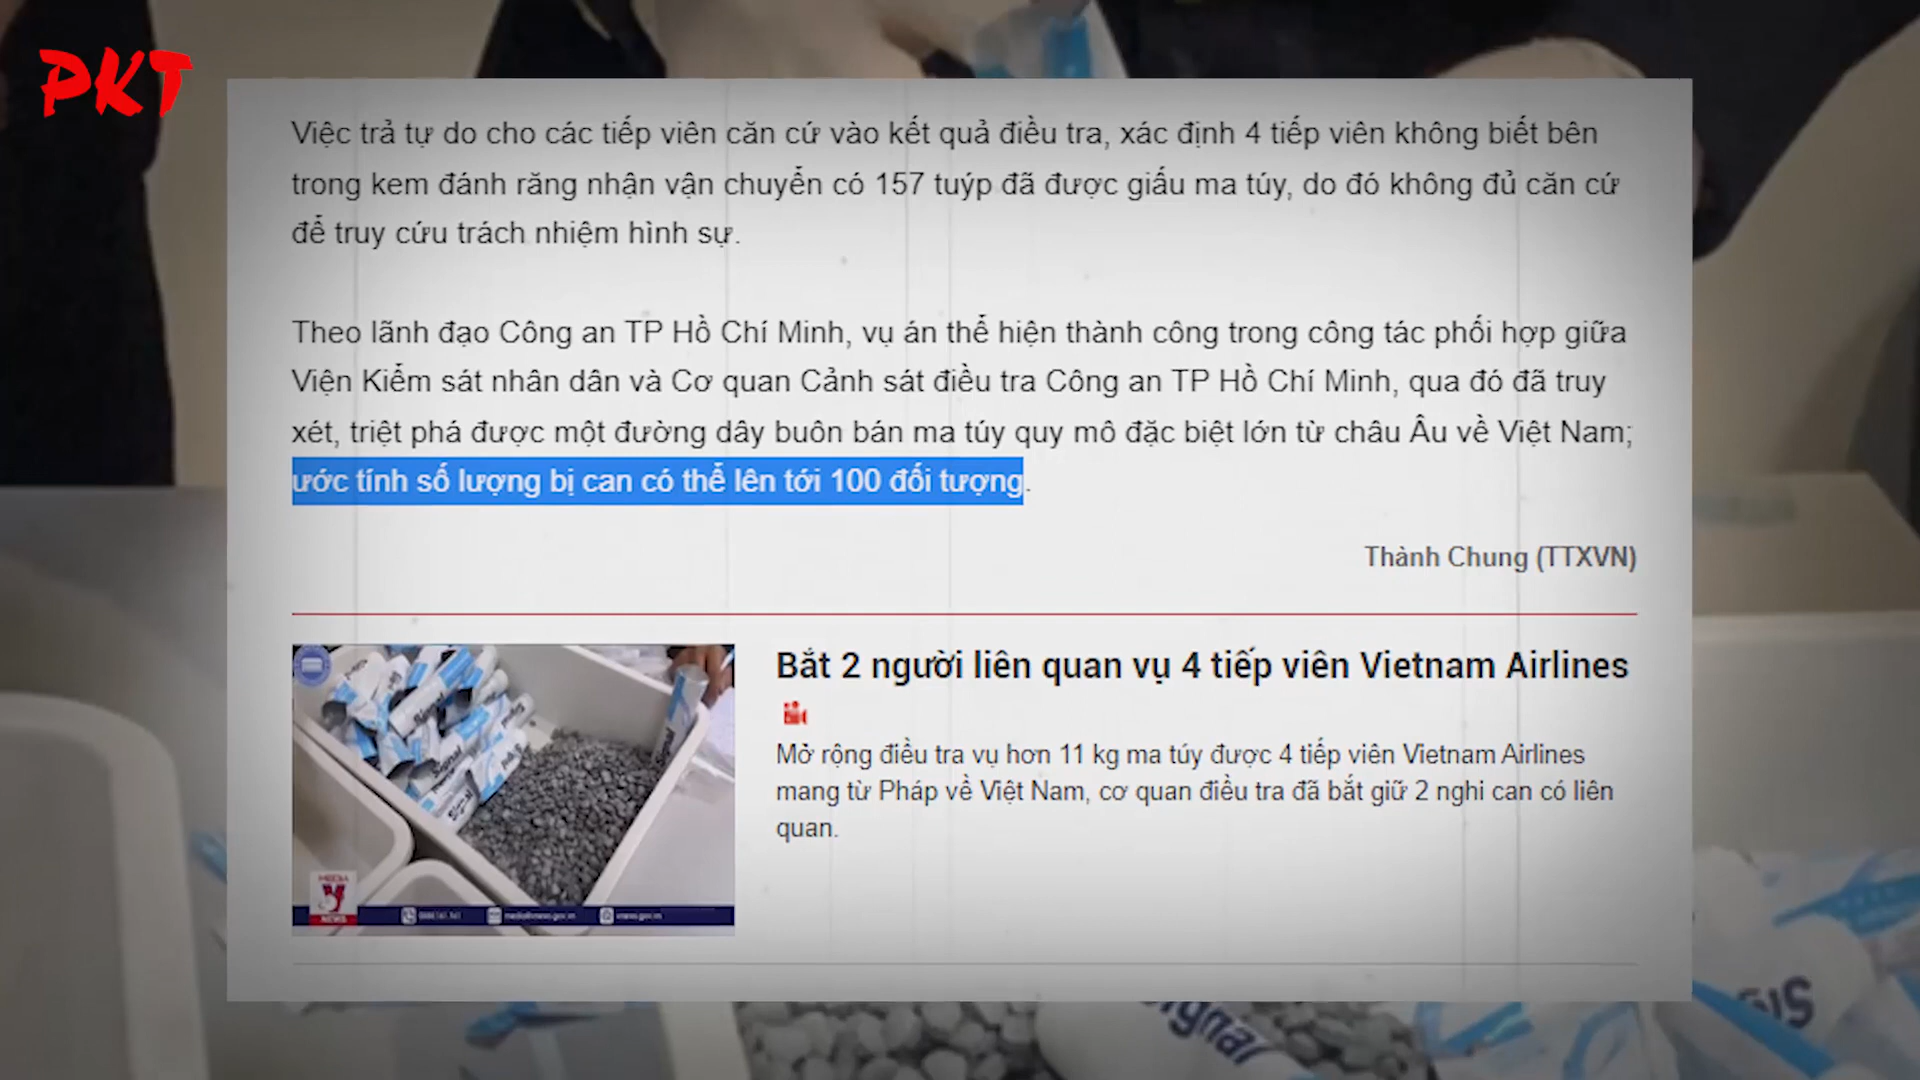 PKT
Việc trả tự do cho các tiếp viên căn cứ vào kết quả điều tra, xác định 4 tiếp viên không biết bên
trong kem đánh răng nhận vận chuyển có 157 tuýp đã được giấu ma túy, do đó không đủ căn cứ
để truy cứu trách nhiệm hình sự.
Theo lãnh đạo Công an TP Hồ Chí Minh, vụ án thể hiện thành công trong công tác phối hợp giữa
Viện Kiểm sát nhân dân và Cơ quan Cảnh sát điều tra Công an TP Hồ Chí Minh, qua đó đã truy
xét, triệt phá được một đường dây buôn bán ma túy quy mô đặc biệt lớn từ châu Âu về Việt Nam;
ước tính số lượng bị can có thể lên tới 100 đối tượng.
Thành Chung (TTXVN)
Bắt 2 người liên quan vụ 4 tiếp viên Vietnam Airlines
Mở rộng điều tra vụ hơn 11 kg ma túy được 4 tiếp viên Vietnam Airlines
mang từ Pháp về Việt Nam, cơ quan điều tra đã bắt giữ 2 nghi can có liên
quan.
Signal
Signal
Signal
MEDIA
NEWS